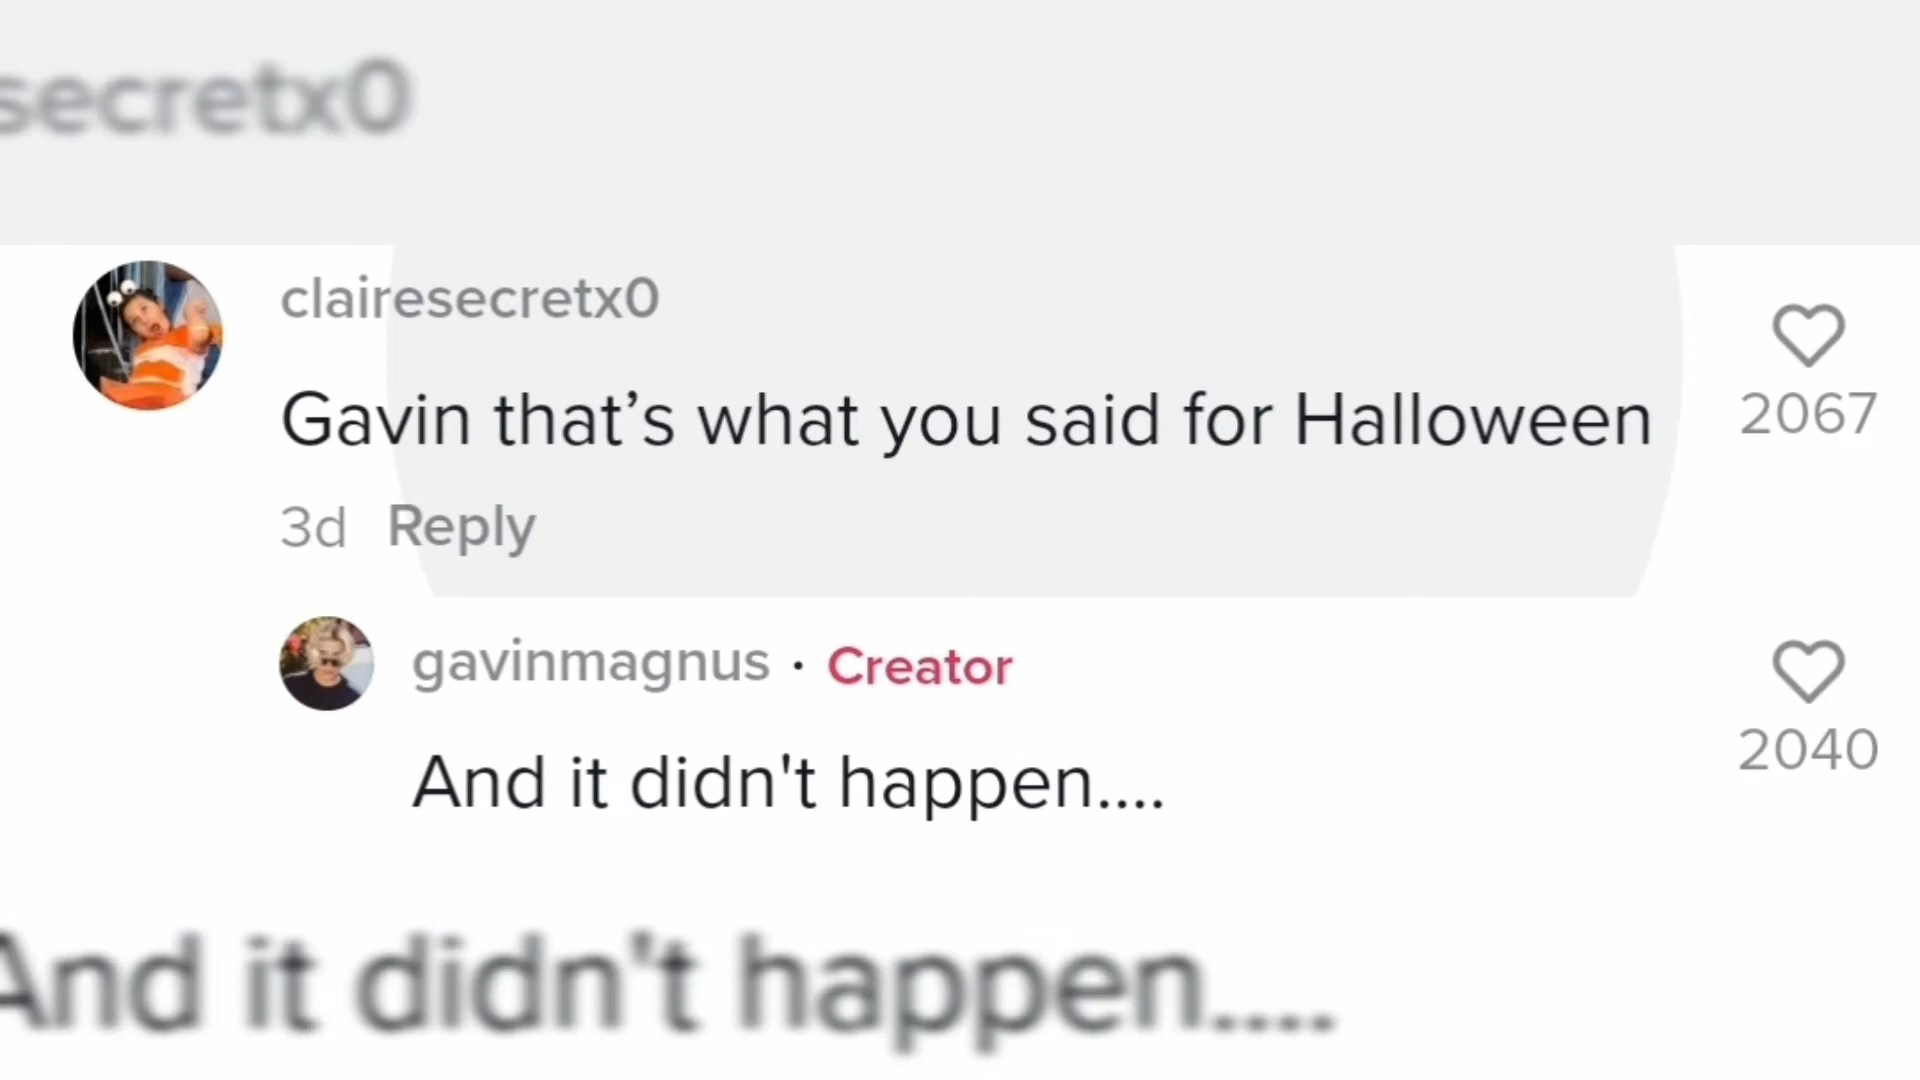 secretx0
clairesecretx0
Gavin that’s what you said for Halloween
2067
3d Reply
gavinmagnus · Creator
And it didn't happen....
2040
And it didn't happen....